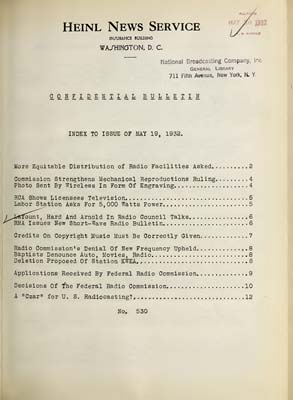 HEINL NEWS SERVICE
INSURANCE BUILDING
WASHINGTON, D. C.
National Broadcasting Company, Inc
GENERAL LIBRARY
711 Fifth Avenue, New York, N. Y
CONFIDENTIAL BULLETIN
INDEX TO ISSUE OF MAY 19, 1932.
More Equitable Distribution of Radio Facilities Asked..........2
Commission Strengthens Mechanical Reproductions Ruling.........4
Photo Sent By Wireless In Form Of Engraving....................4
RCA Shows Licensees Television.................................5
Labor Station Asks For 5,000 Watts Power.......................5
Lafount, Hard And Arnold In Radio Council Talks................6
RMA Issues New Short-Wave Radio Bulletin.......................6
Credits On Copyright Music Must Be Correctly Given.............7
Radio Commission's Denial Of New Frequency Upheld..............8
Baptists Denounce Auto, Movies, Radio..........................8
Deletion Proposed Of Station
Applications Received By Federal Radio Commission..............9
Decisions Of The Federal Radio Commission.....................10
A "Czar" for U. S. Radiocasting?..............................12
No. 530